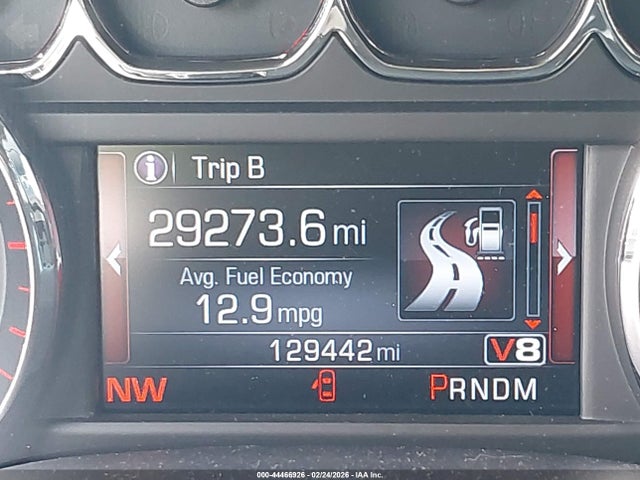 Trip B
29273.6 mi
Avg. Fuel Economy
12.9 mpg
129442 mi
V8
NW
PRNDM
000-44466926 - 02/24/2026 - © IAA Inc.